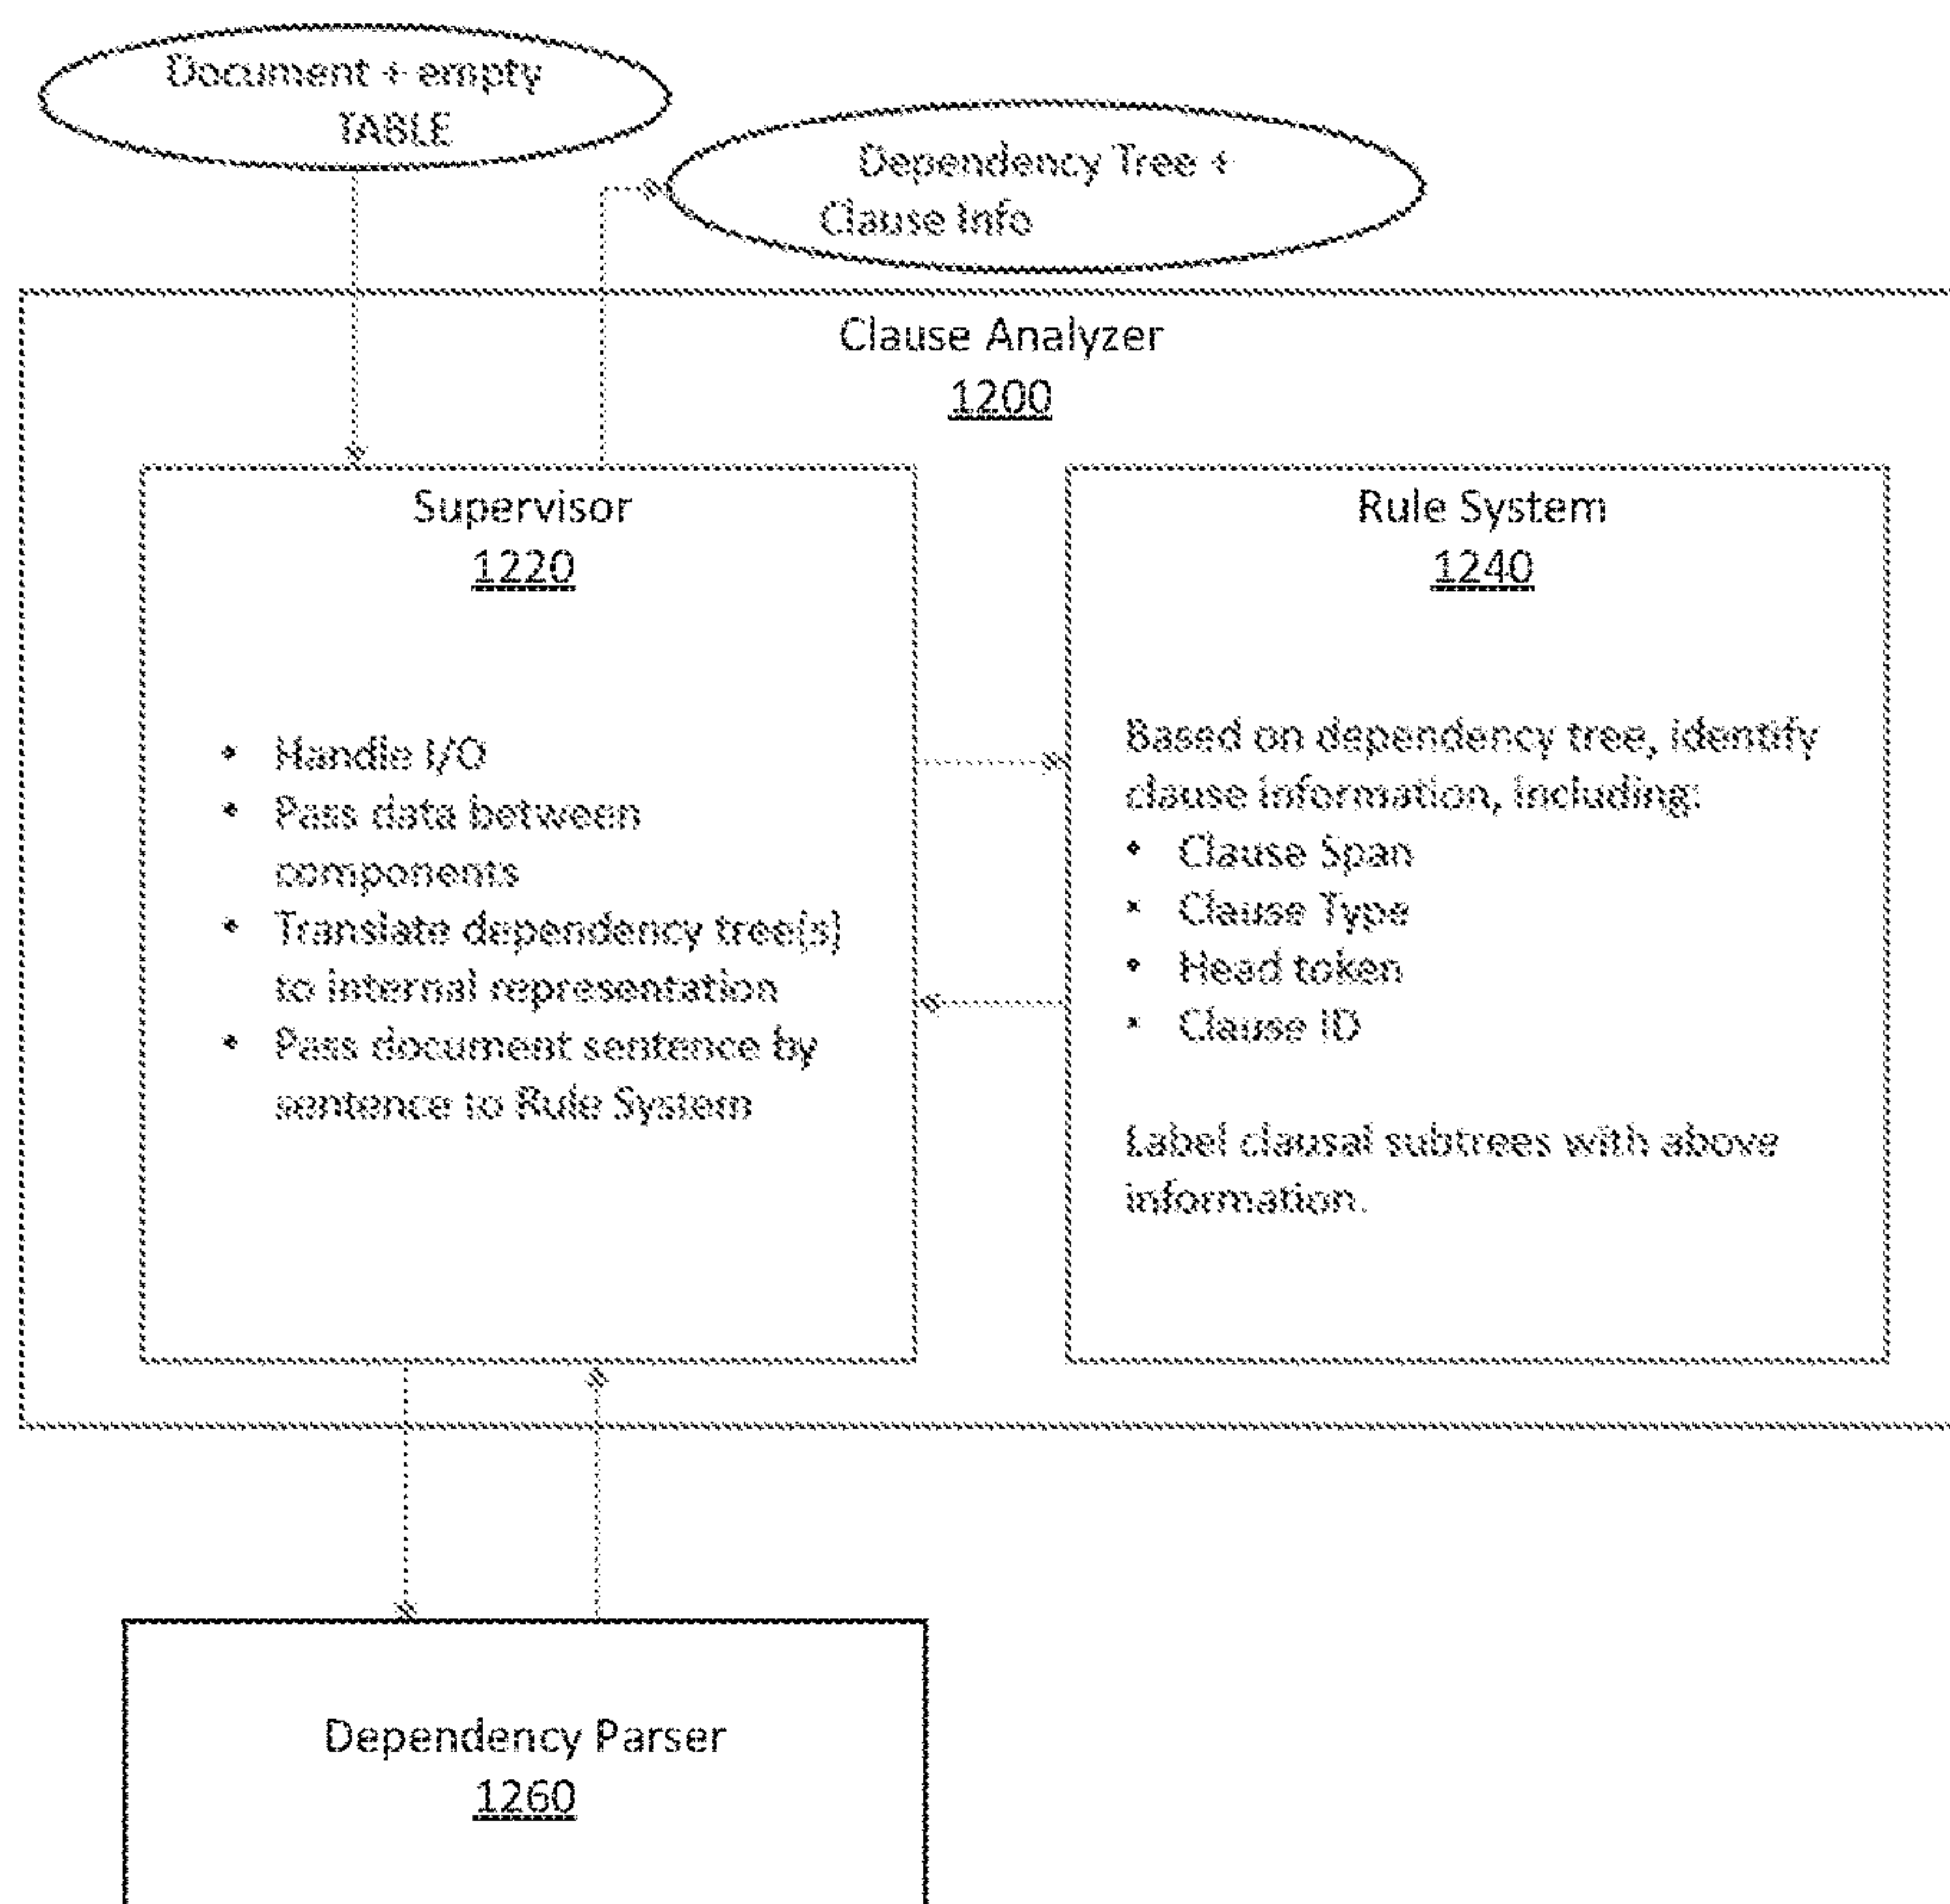 Document + empty
TABLE
Dependency Tree +
Clause Info
Clause Analyzer
1200
Supervisor
1220
• Handle I/O
• Pass data between
components
• Translate dependency tree(s)
to internal representation
• Pass document sentence by
sentence to Rule System
Rule System
1240
Based on dependency tree, identify
clause information, including:
• Clause Span
• Clause Type
• Head token
• Clause ID
Label clausal subtrees with above
information.
Dependency Parser
1260